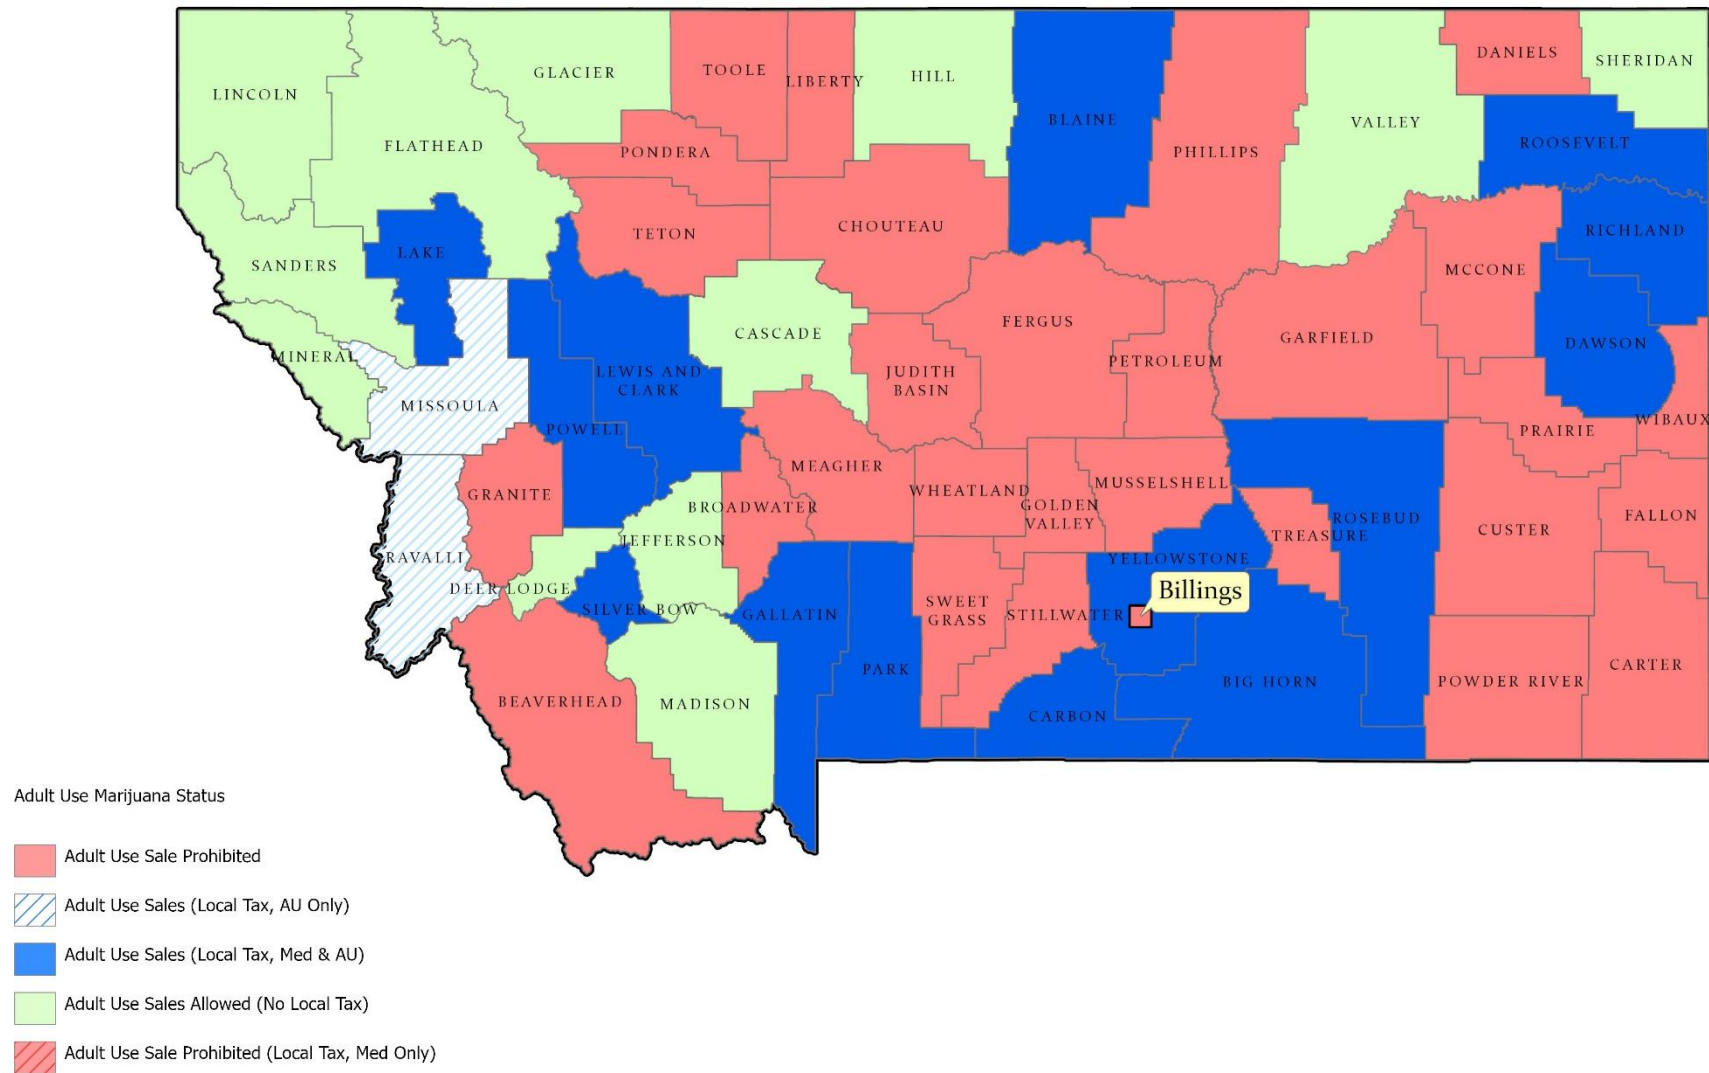 LINCOLN
FLATHEAD
GLACIER
TOOLE
LIBERTY
HILL
BLAINE
PHILLIPS
VALLEY
DANIELS
SHERIDAN
ROOSEVELT
PONDERA
TETON
CHOUTEAU
RICHLAND
SANDERS
LAKE
MCCONE
MINERAL
CASCADE
FERGUS
PETROLEUM
GARFIELD
DAWSON
MISSOULA
LEWIS AND
CLARK
JUDITH
BASIN
POWELL
PRAIRIE
WIBAUX
MEAGHER
GRANITE
BROADWATER
WHEATLAND
GOLDEN
VALLEY
MUSSELSHELL
ROSEBUD
TREASURE
CUSTER
FALLON
RAVALLI
JEFFERSON
DEER LODGE
SILVER BOW
GALLATIN
YELLOWSTONE
Billings
SWEET
GRASS
STILLWATER
PARK
BIG HORN
POWDER RIVER
CARTER
BEAVERHEAD
MADISON
CARBON
Adult Use Marijuana Status
Adult Use Sale Prohibited
Adult Use Sales (Local Tax, AU Only)
Adult Use Sales (Local Tax, Med & AU)
Adult Use Sales Allowed (No Local Tax)
Adult Use Sale Prohibited (Local Tax, Med Only)